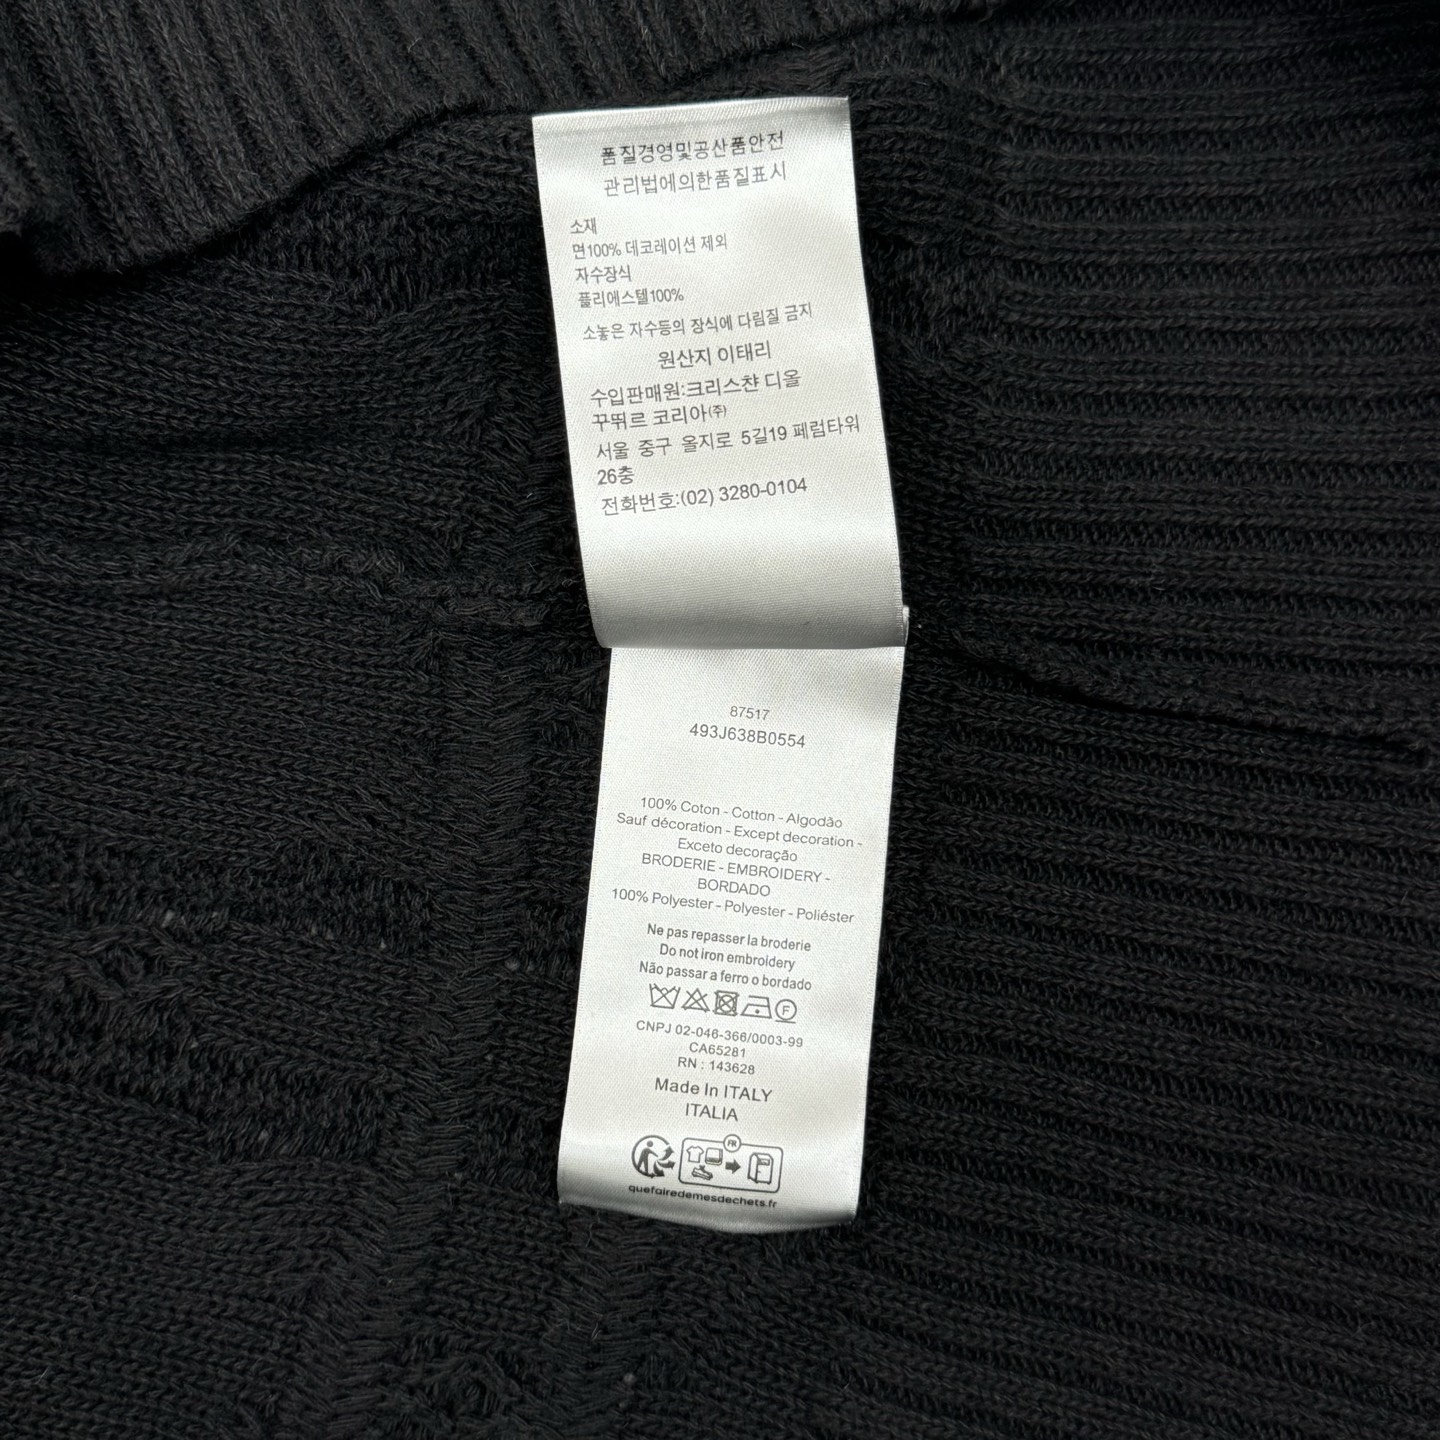 품질경영및공산품안전
관리법에의한품질표시
소재
면100% 데코레이션 제외
자수장식
폴리에스텔100%
소놓은 자수등의 장식에 다림질 금지
원산지 이태리
수입판매원:크리스챤 디올
꾸뛰르 코리아(주)
서울 중구 을지로 5길19 페럼타워
26층
전화번호:(02) 3280-0104
87517
493J638B0554
100% Coton - Cotton - Algodão
Sauf décoration - Except decoration -
Exceto decoração
BRODERIE - EMBROIDERY -
BORDADO
100% Polyester - Polyester - Poliéster
Ne pas repasser la broderie
Do not iron embroidery
Não passar a ferro o bordado
F
CNPJ 02-046-366/0003-99
CA65281
RN : 143628
Made In ITALY
ITALIA
FR
quefairedemesdechets.fr